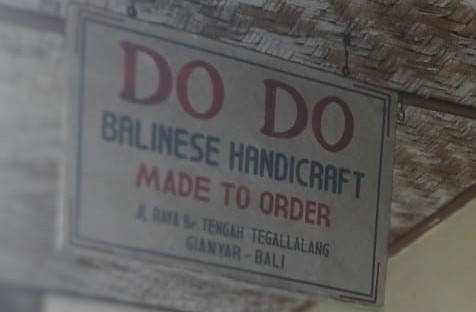 DO DO
BALINESE HANDICRAFT
MADE TO ORDER
JL RAYA Br. TENGAH TEGALLALANG
GIANYAR - BALI